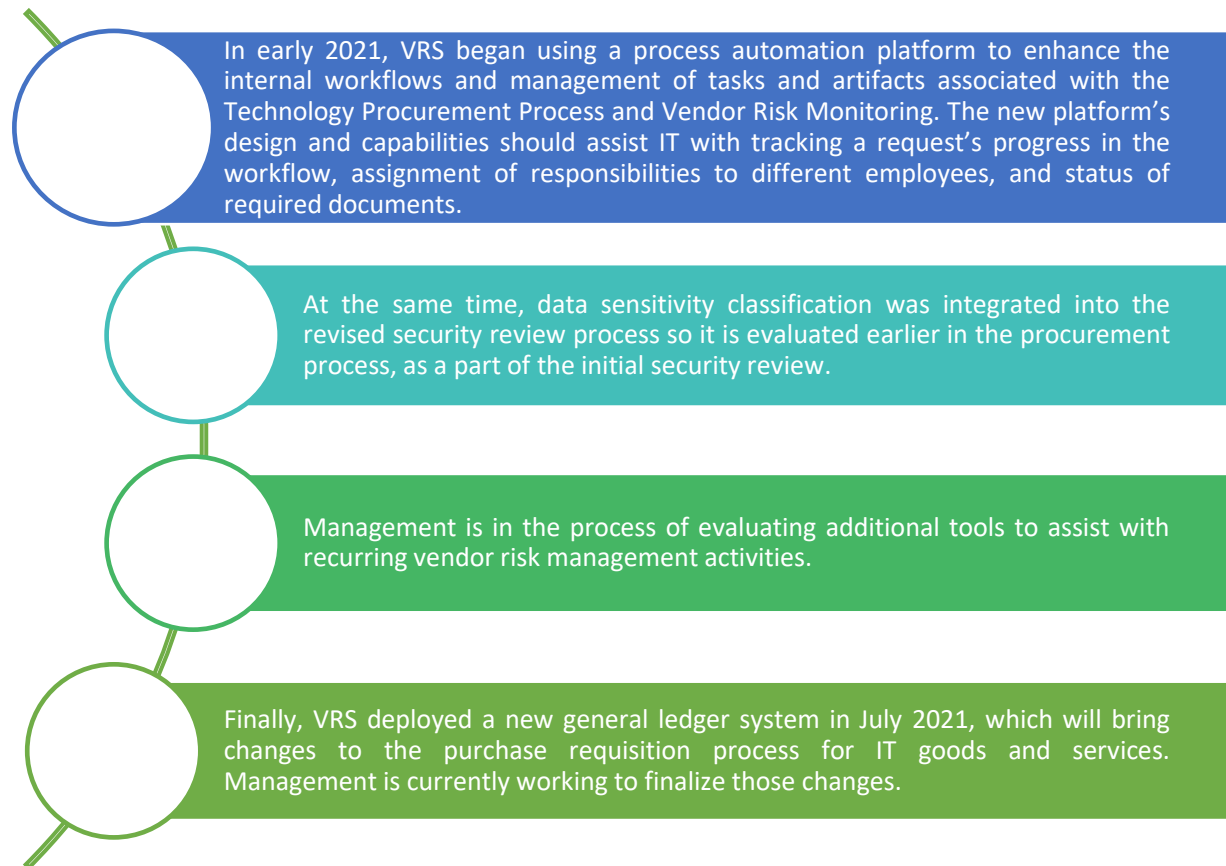 In early 2021, VRS began using a process automation platform to enhance the
internal workflows and management of tasks and artifacts associated with the
Technology Procurement Process and Vendor Risk Monitoring. The new platform’s
design and capabilities should assist IT with tracking a request’s progress in the
workflow, assignment of responsibilities to different employees, and status of
required documents.
At the same time, data sensitivity classification was integrated into the
revised security review process so it is evaluated earlier in the procurement
process, as a part of the initial security review.
Management is in the process of evaluating additional tools to assist with
recurring vendor risk management activities.
Finally, VRS deployed a new general ledger system in July 2021, which will bring
changes to the purchase requisition process for IT goods and services.
Management is currently working to finalize those changes.